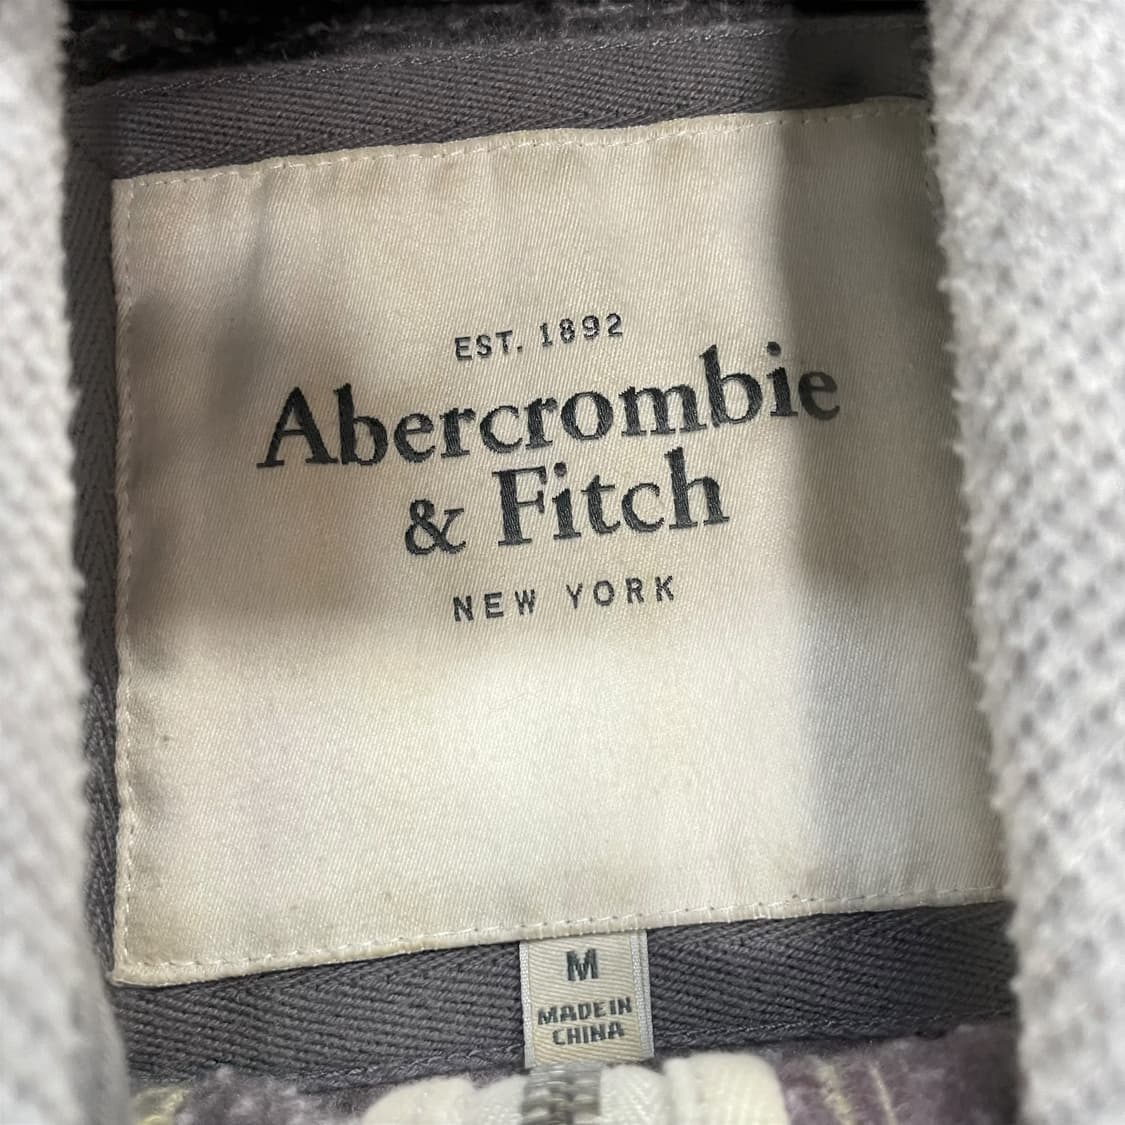 EST. 1892
Abercrombie
& Fitch
NEW YORK
M
MADE IN
CHINA